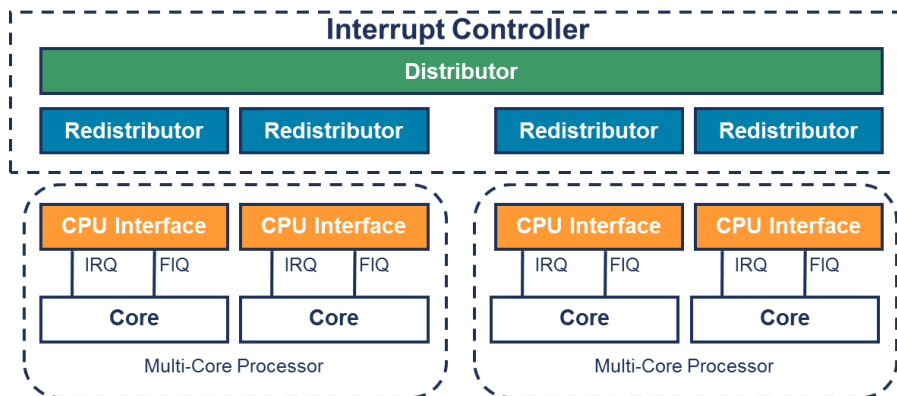 Interrupt Controller
Distributor
Redistributor Redistributor Redistributor Redistributor
CPU Interface CPU Interface CPU Interface CPU Interface
IRQ FIQ IRQ FIQ IRQ FIQ IRQ FIQ
Core Core Core Core
Multi-Core Processor Multi-Core Processor